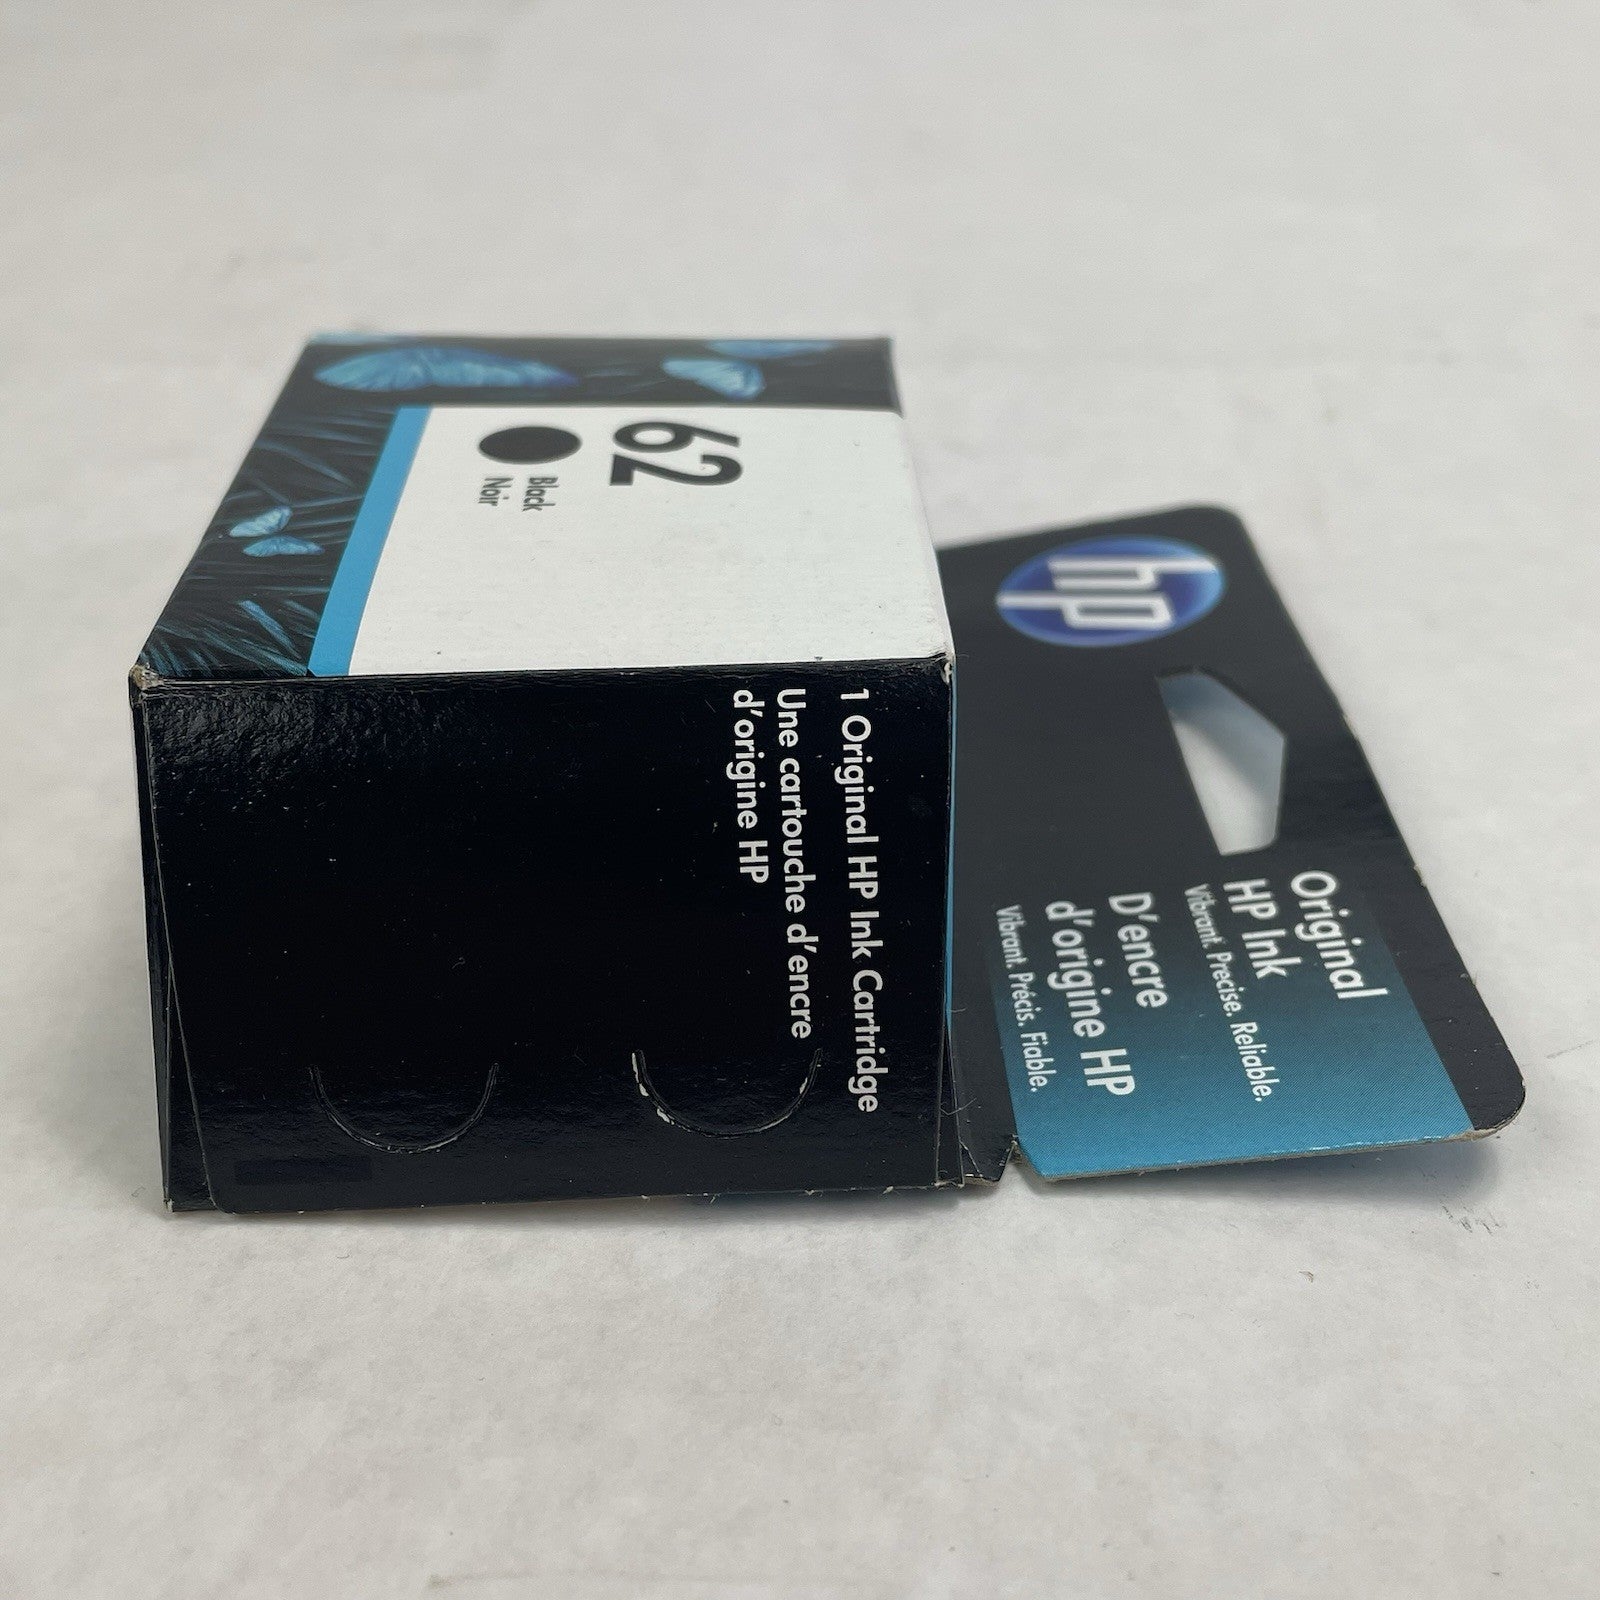 62
Black
Noir
1 Original HP Ink Cartridge
Une cartouche d'encre
d'origine HP
hp
Original
HP Ink
Vibrant. Precise. Reliable.
D'encre
d'origine HP
Vibrant. Précis. Fiable.